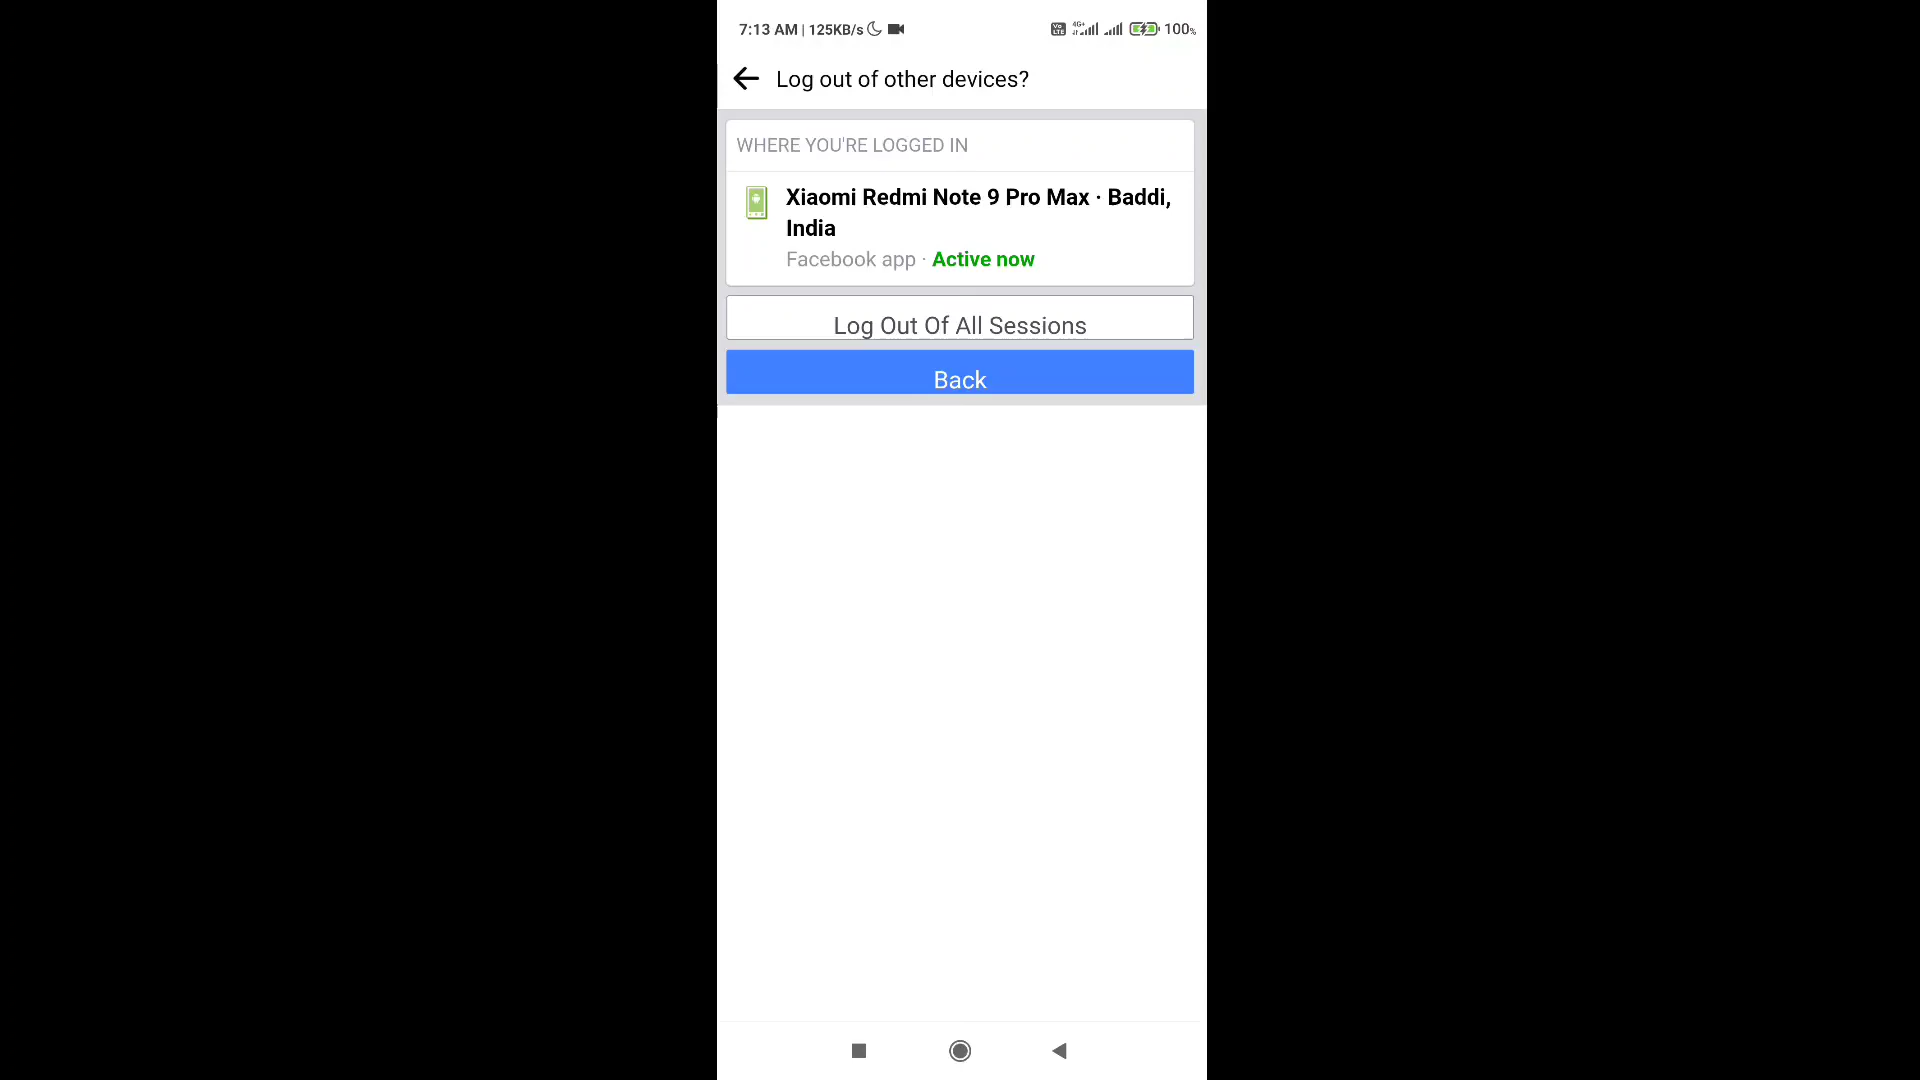 7:13 AM | 125KB/s 4G+ 100%
Log out of other devices?
WHERE YOU'RE LOGGED IN
Xiaomi Redmi Note 9 Pro Max · Baddi,
India
Facebook app · Active now
Log Out Of All Sessions
Back